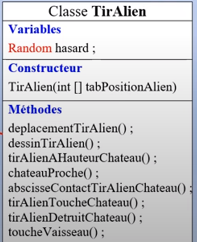 Classe TirAlien
Variables
Random hasard ;
Constructeur
TirAlien(int [] tabPositionAlien)
Méthodes
deplacementTirAlien() ;
dessinTirAlien() ;
tirAlienAHauteurChateau() ;
chateauProche() ;
abscisseContactTirAlienChateau() ;
tirAlienToucheChateau() ;
tirAlienDetruitChateau() ;
toucheVaisseau() ;